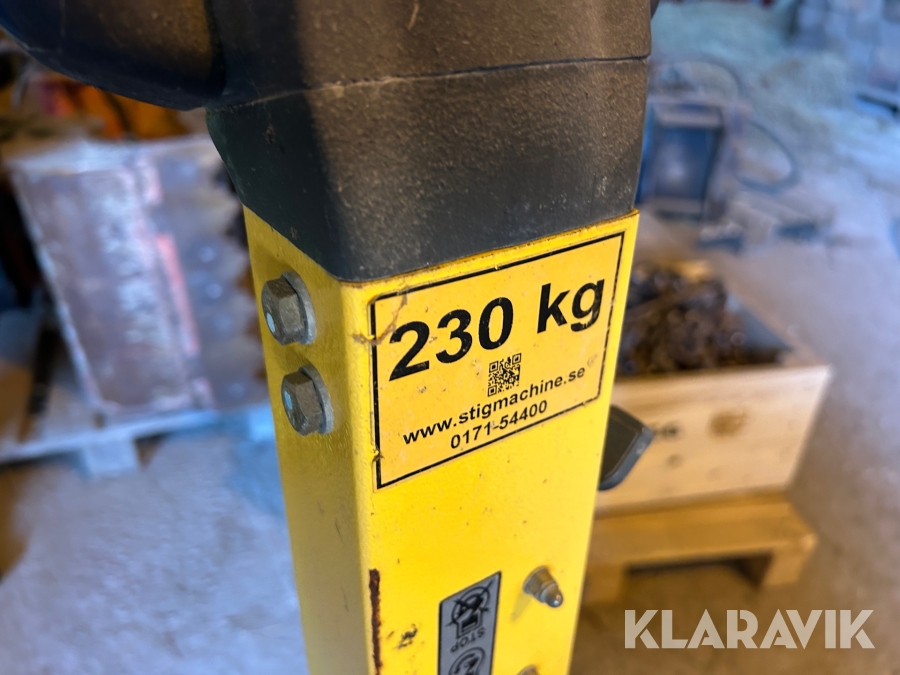 230 kg
www.stigmachine.se
0171-54400
STOP
KLARAVIK